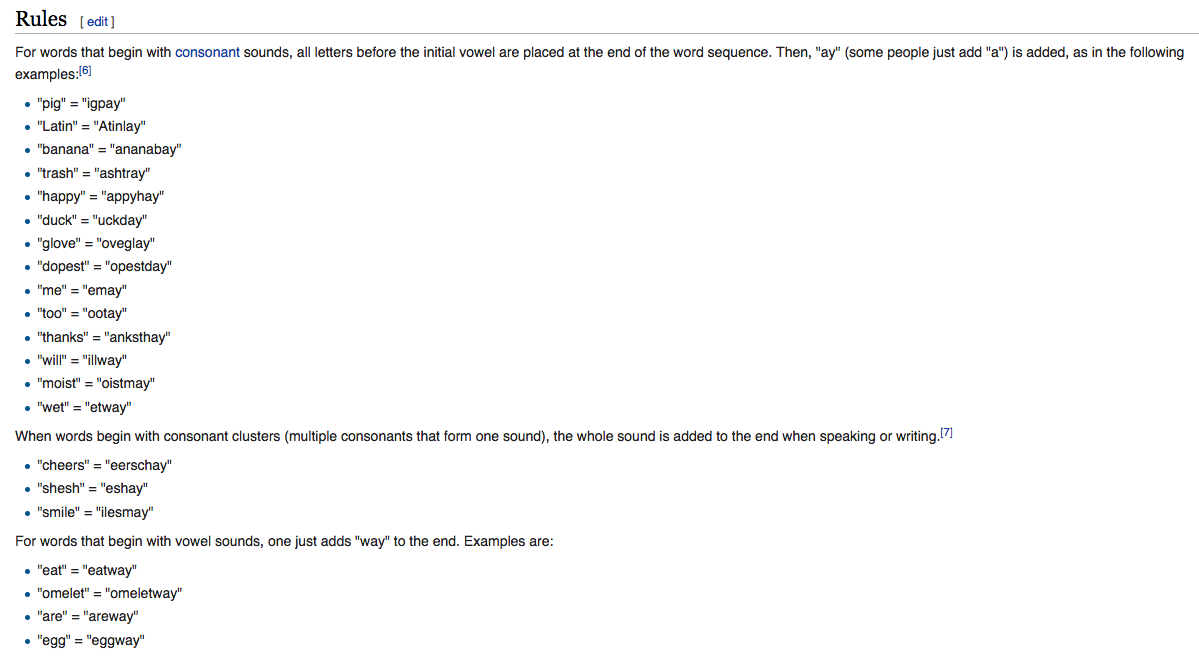 Rules [ edit ]
For words that begin with consonant sounds, all letters before the initial vowel are placed at the end of the word sequence. Then, "ay" (some people just add "a") is added, as in the following
examples:[6]
• "pig" = "igpay"
• "Latin" = "Atinlay"
• "banana" = "ananabay"
• "trash" = "ashtray"
• "happy" = "appyhay"
• "duck" = "uckday"
• "glove" = "oveglay"
• "dopest" = "opestday"
• "me" = "emay"
• "too" = "ootay"
• "thanks" = "anksthay"
• "will" = "illway"
• "moist" = "oistmay"
• "wet" = "etway"
When words begin with consonant clusters (multiple consonants that form one sound), the whole sound is added to the end when speaking or writing.[7]
• "cheers" = "eerschay"
• "shesh" = "eshay"
• "smile" = "ilesmay"
For words that begin with vowel sounds, one just adds "way" to the end. Examples are:
• "eat" = "eatway"
• "omelet" = "omeletway"
• "are" = "areway"
• "egg" = "eggway"